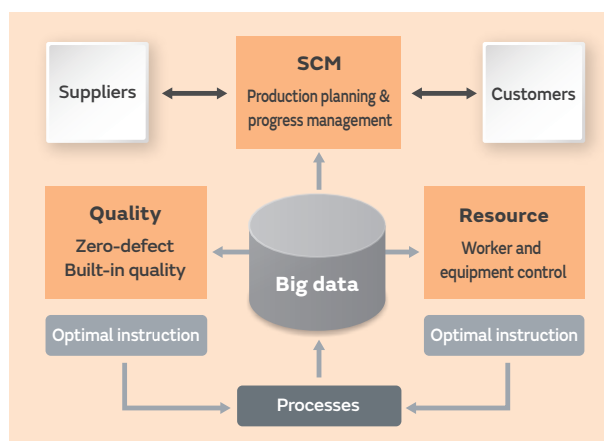 Suppliers
SCM
Production planning &
progress management
Customers
Quality
Zero-defect
Built-in quality
Big data
Resource
Worker and
equipment control
Optimal instruction
Optimal instruction
Processes